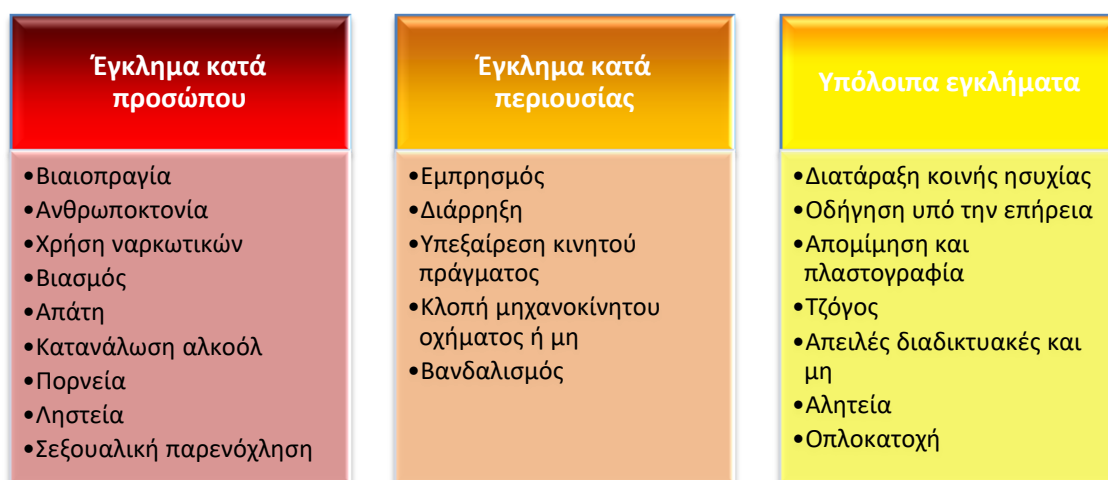 Έγκλημα κατά
προσώπου
•Βιαιοπραγία
•Ανθρωποκτονία
•Χρήση ναρκωτικών
•Βιασμός
•Απάτη
•Κατανάλωση αλκοόλ
•Πορνεία
•Ληστεία
•Σεξουαλική παρενόχληση
Έγκλημα κατά
περιουσίας
•Εμπρησμός
•Διάρρηξη
•Υπεξαίρεση κινητού
πράγματος
•Κλοπή μηχανοκίνητου
οχήματος ή μη
•Βανδαλισμός
Υπόλοιπα εγκλήματα
•Διατάραξη κοινής ησυχίας
•Οδήγηση υπό την επήρεια
•Απομίμηση και
πλαστογραφία
•Τζόγος
•Απειλές διαδικτυακές και
μη
•Αλητεία
•Οπλοκατοχή